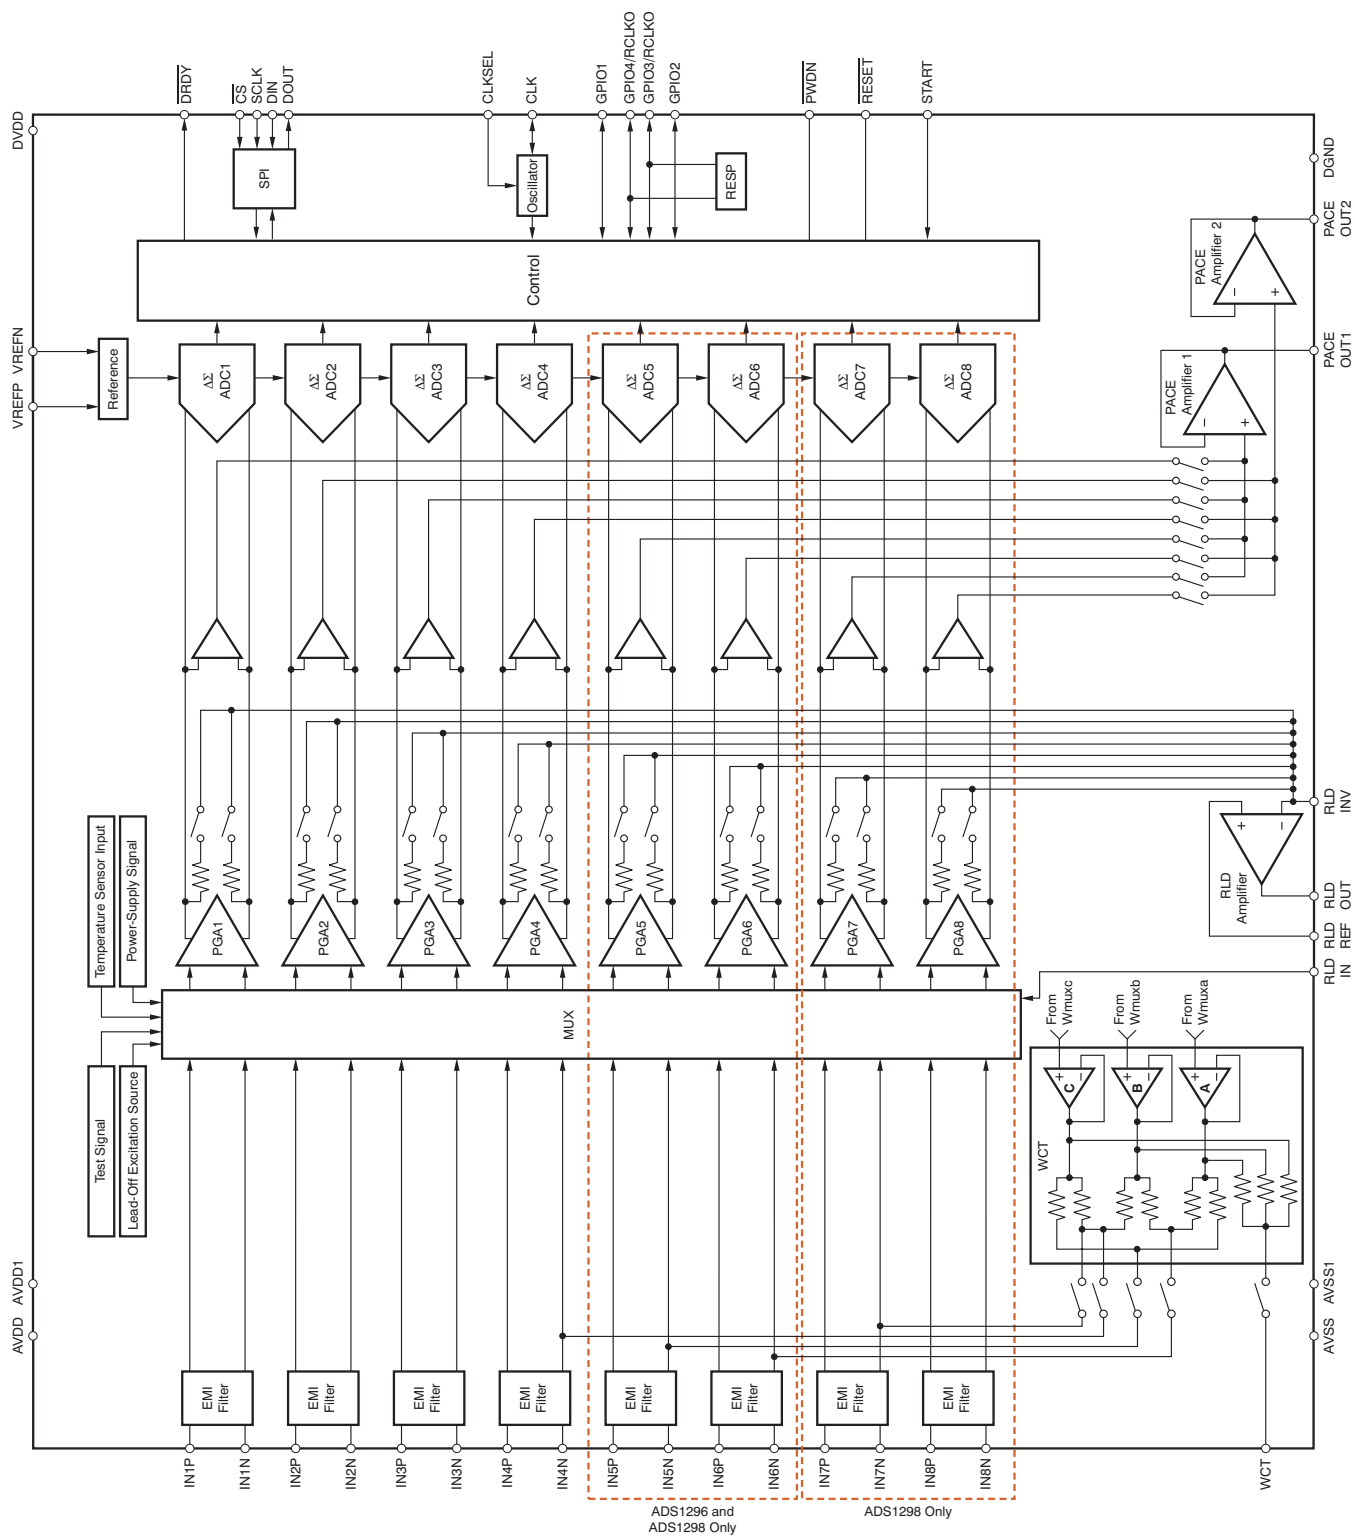 DVDD
DRDY
CS
SCLK
DIN
DOUT
CLKSEL
CLK
GPIO1
GPIO4/RCLKO
GPIO3/RCLKO
GPIO2
PWDN
RESET
START
SPI
Oscillator
RESP
DGND
PACE
OUT2
PACE
Amplifier 2
−
+
Control
VREFN
VREFP
Reference
ΔΣ
ADC1
ΔΣ
ADC2
ΔΣ
ADC3
ΔΣ
ADC4
ΔΣ
ADC5
ΔΣ
ADC6
ΔΣ
ADC7
ΔΣ
ADC8
PACE
OUT1
PACE
Amplifier 1
−
+
Temperature Sensor Input
Power-Supply Signal
PGA1
PGA2
PGA3
PGA4
PGA5
PGA6
PGA7
PGA8
+
−
RLD
Amplifier
RLD
INV
RLD
OUT
RLD
REF
RLD
IN
MUX
Test Signal
Lead-Off Excitation Source
From
Wmuxc
From
Wmuxb
From
Wmuxa
+
−
C
+
−
B
+
−
A
WCT
AVDD1
AVDD
AVSS1
AVSS
EMI
Filter
EMI
Filter
EMI
Filter
EMI
Filter
EMI
Filter
EMI
Filter
EMI
Filter
EMI
Filter
IN1P
IN1N
IN2P
IN2N
IN3P
IN3N
IN4P
IN4N
IN5P
IN5N
IN6P
IN6N
IN7P
IN7N
IN8P
IN8N
WCT
ADS1296 and
ADS1298 Only
ADS1298 Only